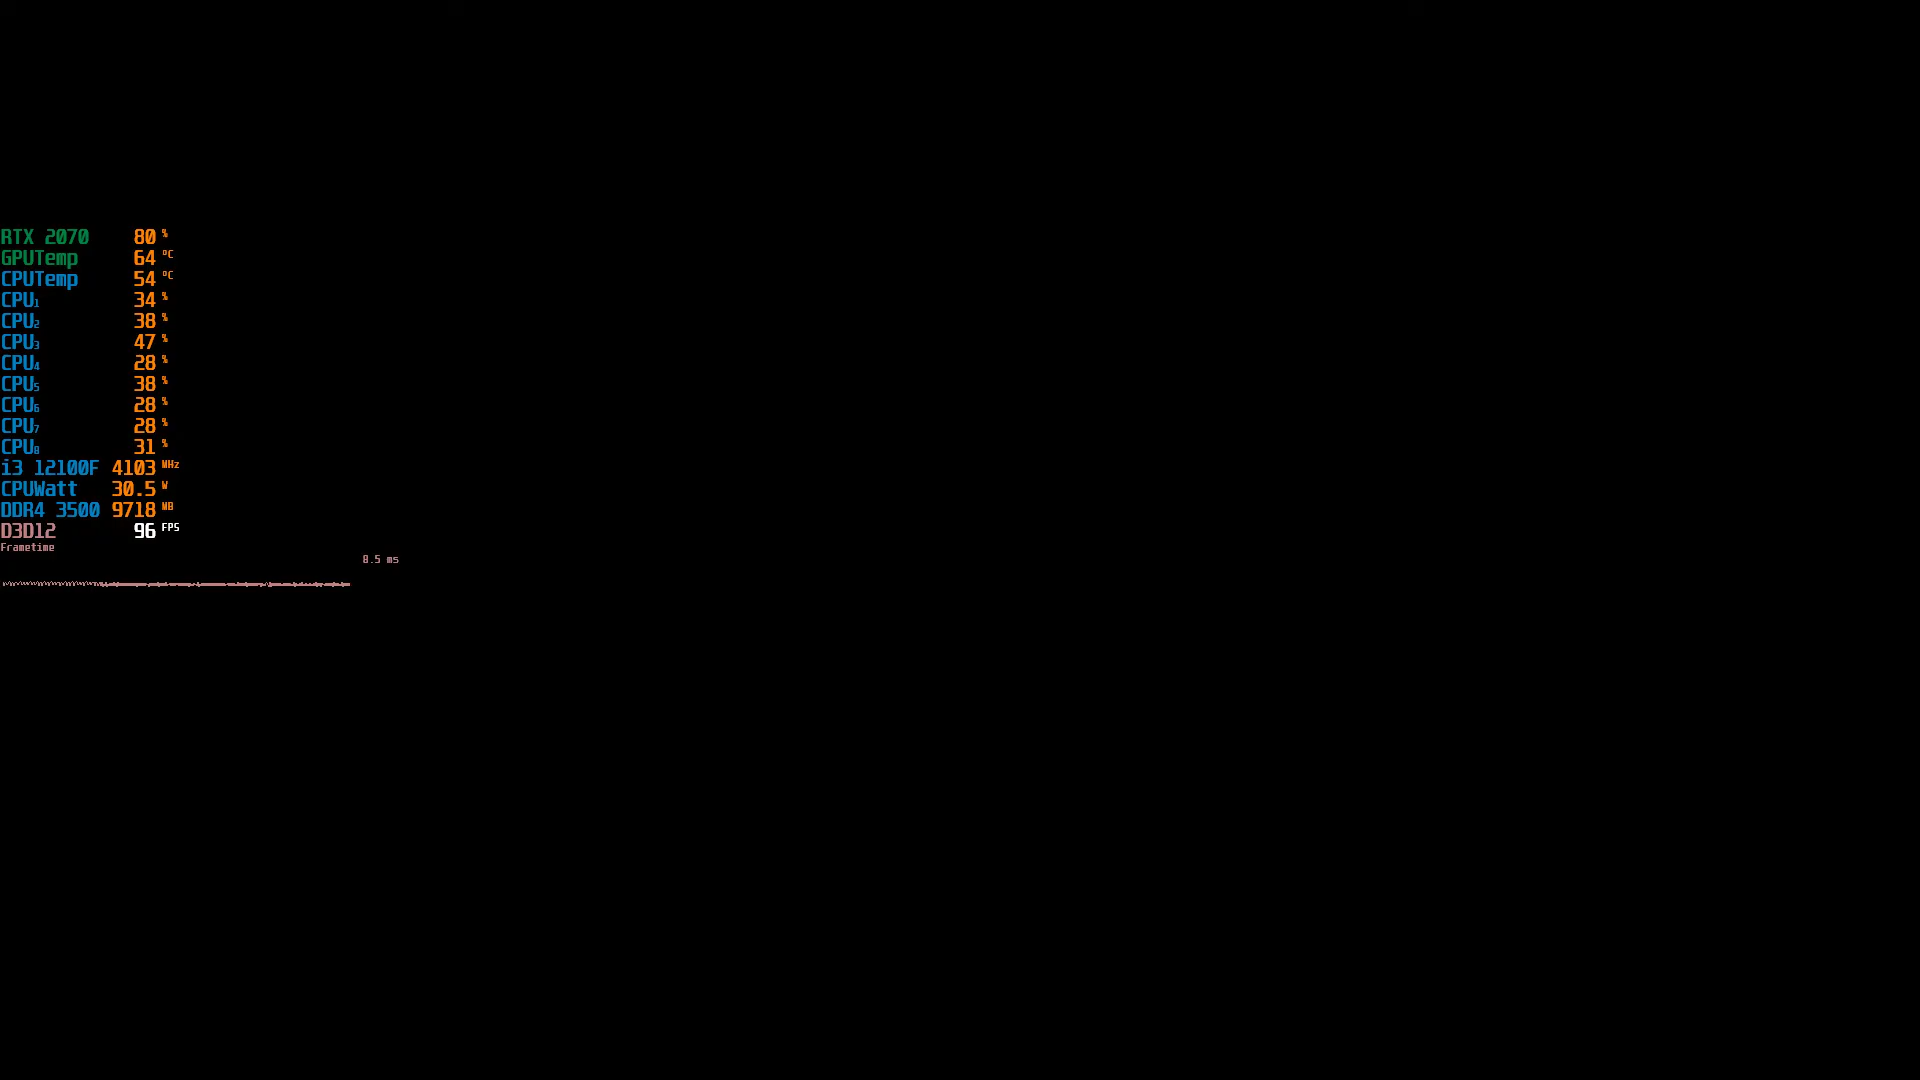 RTX 2070 80 %
GPUTemp 64 °C
CPUTemp 54 °C
CPU1 34 %
CPU2 38 %
CPU3 47 %
CPU4 28 %
CPU5 38 %
CPU6 28 %
CPU7 28 %
CPU8 31 %
i3 12100F 4103 MHz
CPUWatt 30.5 W
DDR4 3500 9718 MB
D3D12 96 FPS
Frametime
8.5 ms